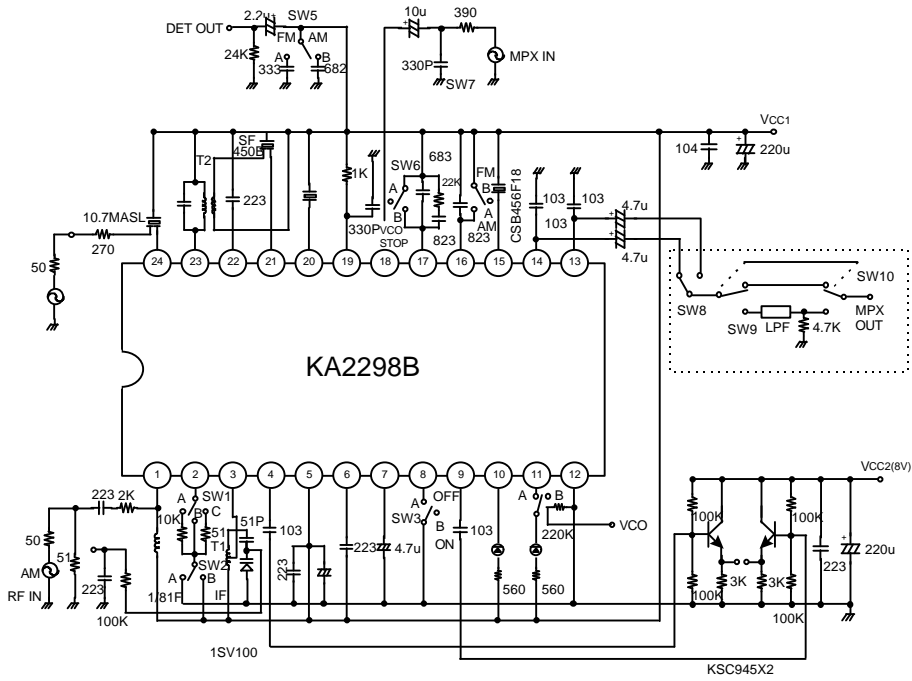 2.2u
+
SW5
DET OUT
FM
AM
24K
A
B
333
682
10u
+
390
330P
SW7
MPX IN
VCC1
104
+
220u
SF
450B
T2
223
1K
330P
SW6
A
B
VCO
STOP
683
22K
823
FM
B
A
AM
823
CSB456F18
103
103
103
4.7u
+
+
4.7u
10.7MASL
270
50
24
23
22
21
20
19
18
17
16
15
14
13
SW8
SW10
SW9
LPF
4.7K
MPX
OUT
KA2298B
1
2
3
4
5
6
7
8
9
10
11
12
223
2K
50
AM
RF IN
51
223
100K
A
SW1
B
C
10K
51
51P
T1
SW2
A
B
1/81F
IF
103
223
223
4.7u
A
OFF
SW3
B
ON
103
560
A
B
220K
560
VCO
VCC2(8V)
100K
100K
100K
3K
3K
100K
223
+
220u
1SV100
KSC945X2